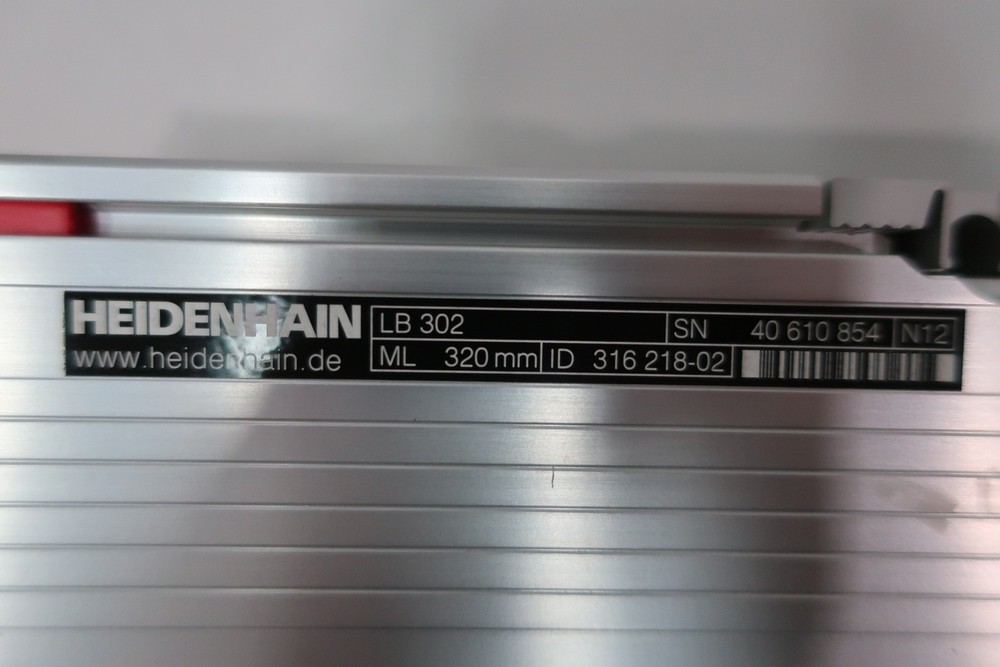 HEIDENHAIN LB 302 SN 40 610 854 N12
www.heidenhain.de ML 320 mm ID 316 218-02